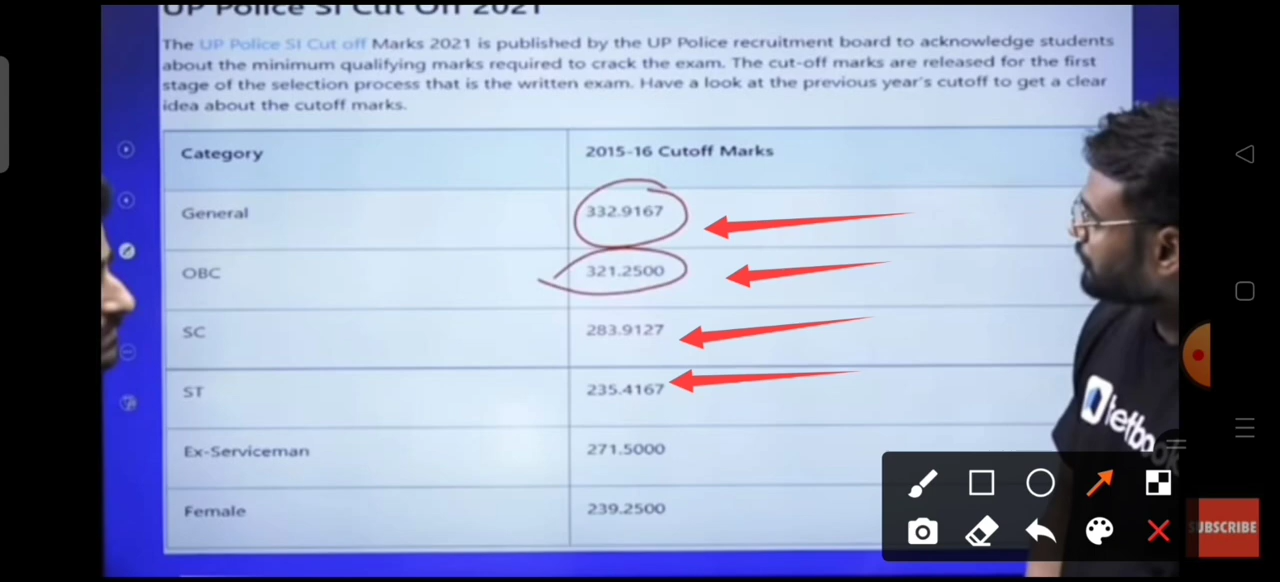 UP Police SI Cut Off 2021
The UP Police SI Cut off Marks 2021 is published by the UP Police recruitment board to acknowledge students
about the minimum qualifying marks required to crack the exam. The cut-off marks are released for the first
stage of the selection process that is the written exam. Have a look at the previous year's cutoff to get a clear
idea about the cutoff marks.
Category 2015-16 Cutoff Marks
General 332.9167
OBC 321.2500
SC 283.9127
ST 235.4167
Ex-Serviceman 271.5000
Female 239.2500
testbook
SUBSCRIBE